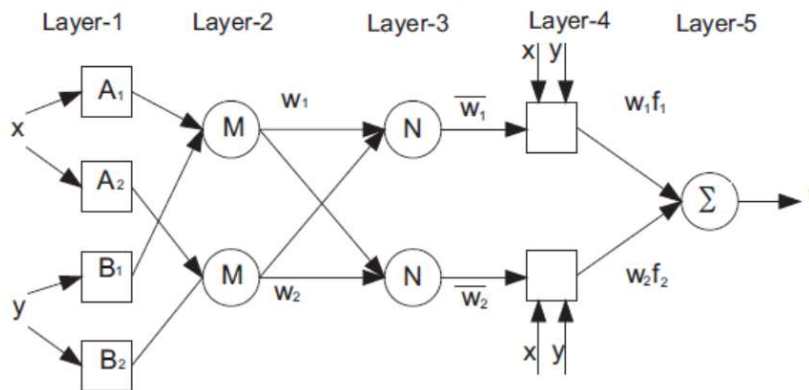 Layer-1 Layer-2 Layer-3 Layer-4 Layer-5
x y
A₁ w₁ w₁f₁
M N w̅₁
x
A₂ Σ
B₁
M N
w₂ w̅₂ w₂f₂
y
B₂ x y